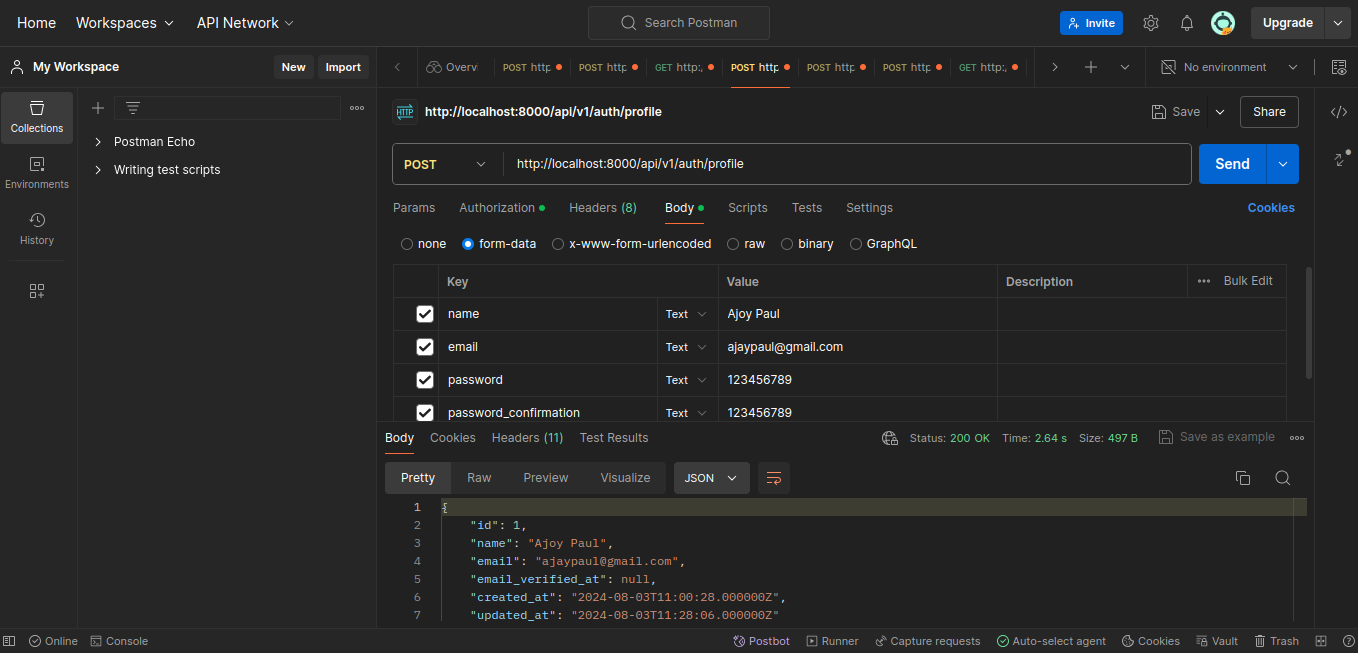 Home Workspaces API Network Search Postman Invite Upgrade
My Workspace New Import Overv POST http POST http GET http:, POST http POST http POST http GET http:, No environment
Collections
Environments
History
Postman Echo
Writing test scripts
HTTP http://localhost:8000/api/v1/auth/profile Save Share
POST http://localhost:8000/api/v1/auth/profile Send
Params Authorization Headers (8) Body Scripts Tests Settings Cookies
none form-data x-www-form-urlencoded raw binary GraphQL
Key Value Description Bulk Edit
name Text Ajoy Paul
email Text ajaypaul@gmail.com
password Text 123456789
password_confirmation Text 123456789
Body Cookies Headers (11) Test Results Status: 200 OK Time: 2.64 s Size: 497 B Save as example
Pretty Raw Preview Visualize JSON
1 {
2 "id": 1,
3 "name": "Ajoy Paul",
4 "email": "ajaypaul@gmail.com",
5 "email_verified_at": null,
6 "created_at": "2024-08-03T11:00:28.000000Z",
7 "updated_at": "2024-08-03T11:28:06.000000Z"
Online Console Postbot Runner Capture requests Auto-select agent Cookies Vault Trash